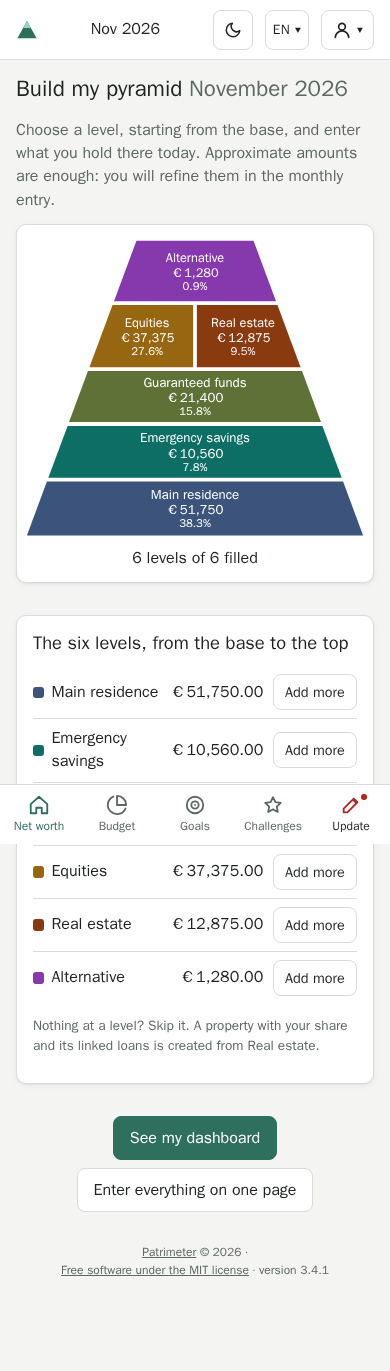 Nov 2026
EN ▾
▾
Build my pyramid November 2026
Choose a level, starting from the base, and enter
what you hold there today. Approximate amounts
are enough: you will refine them in the monthly
entry.
Alternative
€ 1,280
0.9%
Equities
€ 37,375
27.6%
Real estate
€ 12,875
9.5%
Guaranteed funds
€ 21,400
15.8%
Emergency savings
€ 10,560
7.8%
Main residence
€ 51,750
38.3%
6 levels of 6 filled
The six levels, from the base to the top
Main residence € 51,750.00 Add more
Emergency
savings € 10,560.00 Add more
Net worth Budget Goals Challenges Update
Equities € 37,375.00 Add more
Real estate € 12,875.00 Add more
Alternative € 1,280.00 Add more
Nothing at a level? Skip it. A property with your share
and its linked loans is created from Real estate.
See my dashboard
Enter everything on one page
Patrimeter © 2026 ·
Free software under the MIT license · version 3.4.1